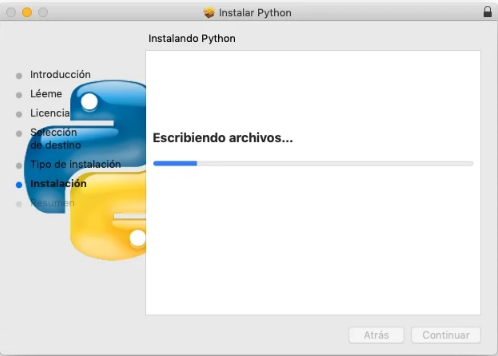 Instalar Python
Instalando Python
Introducción
Léeme
Licencia
Selección
de destino
Tipo de instalación
Instalación
Resumen
Escribiendo archivos...
Atrás
Continuar